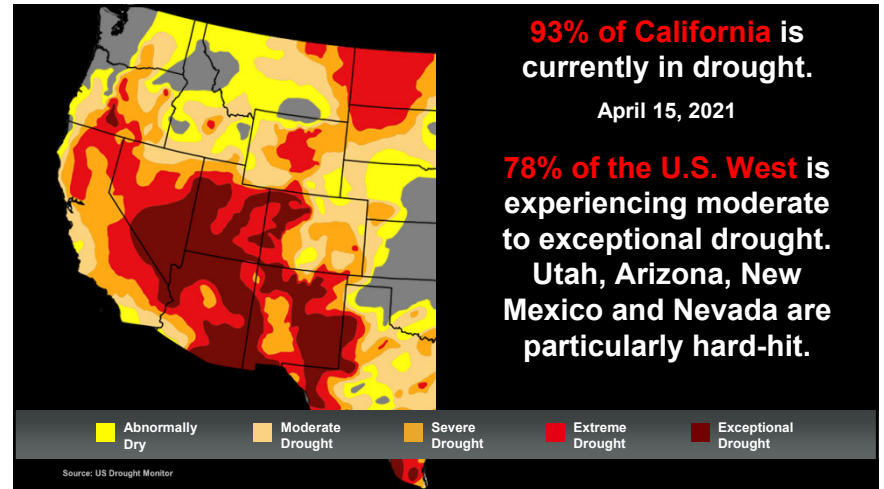 93% of California is
currently in drought.
April 15, 2021
78% of the U.S. West is
experiencing moderate
to exceptional drought.
Utah, Arizona, New
Mexico and Nevada are
particularly hard-hit.
Abnormally
Dry
Moderate
Drought
Severe
Drought
Extreme
Drought
Exceptional
Drought
Source: US Drought Monitor